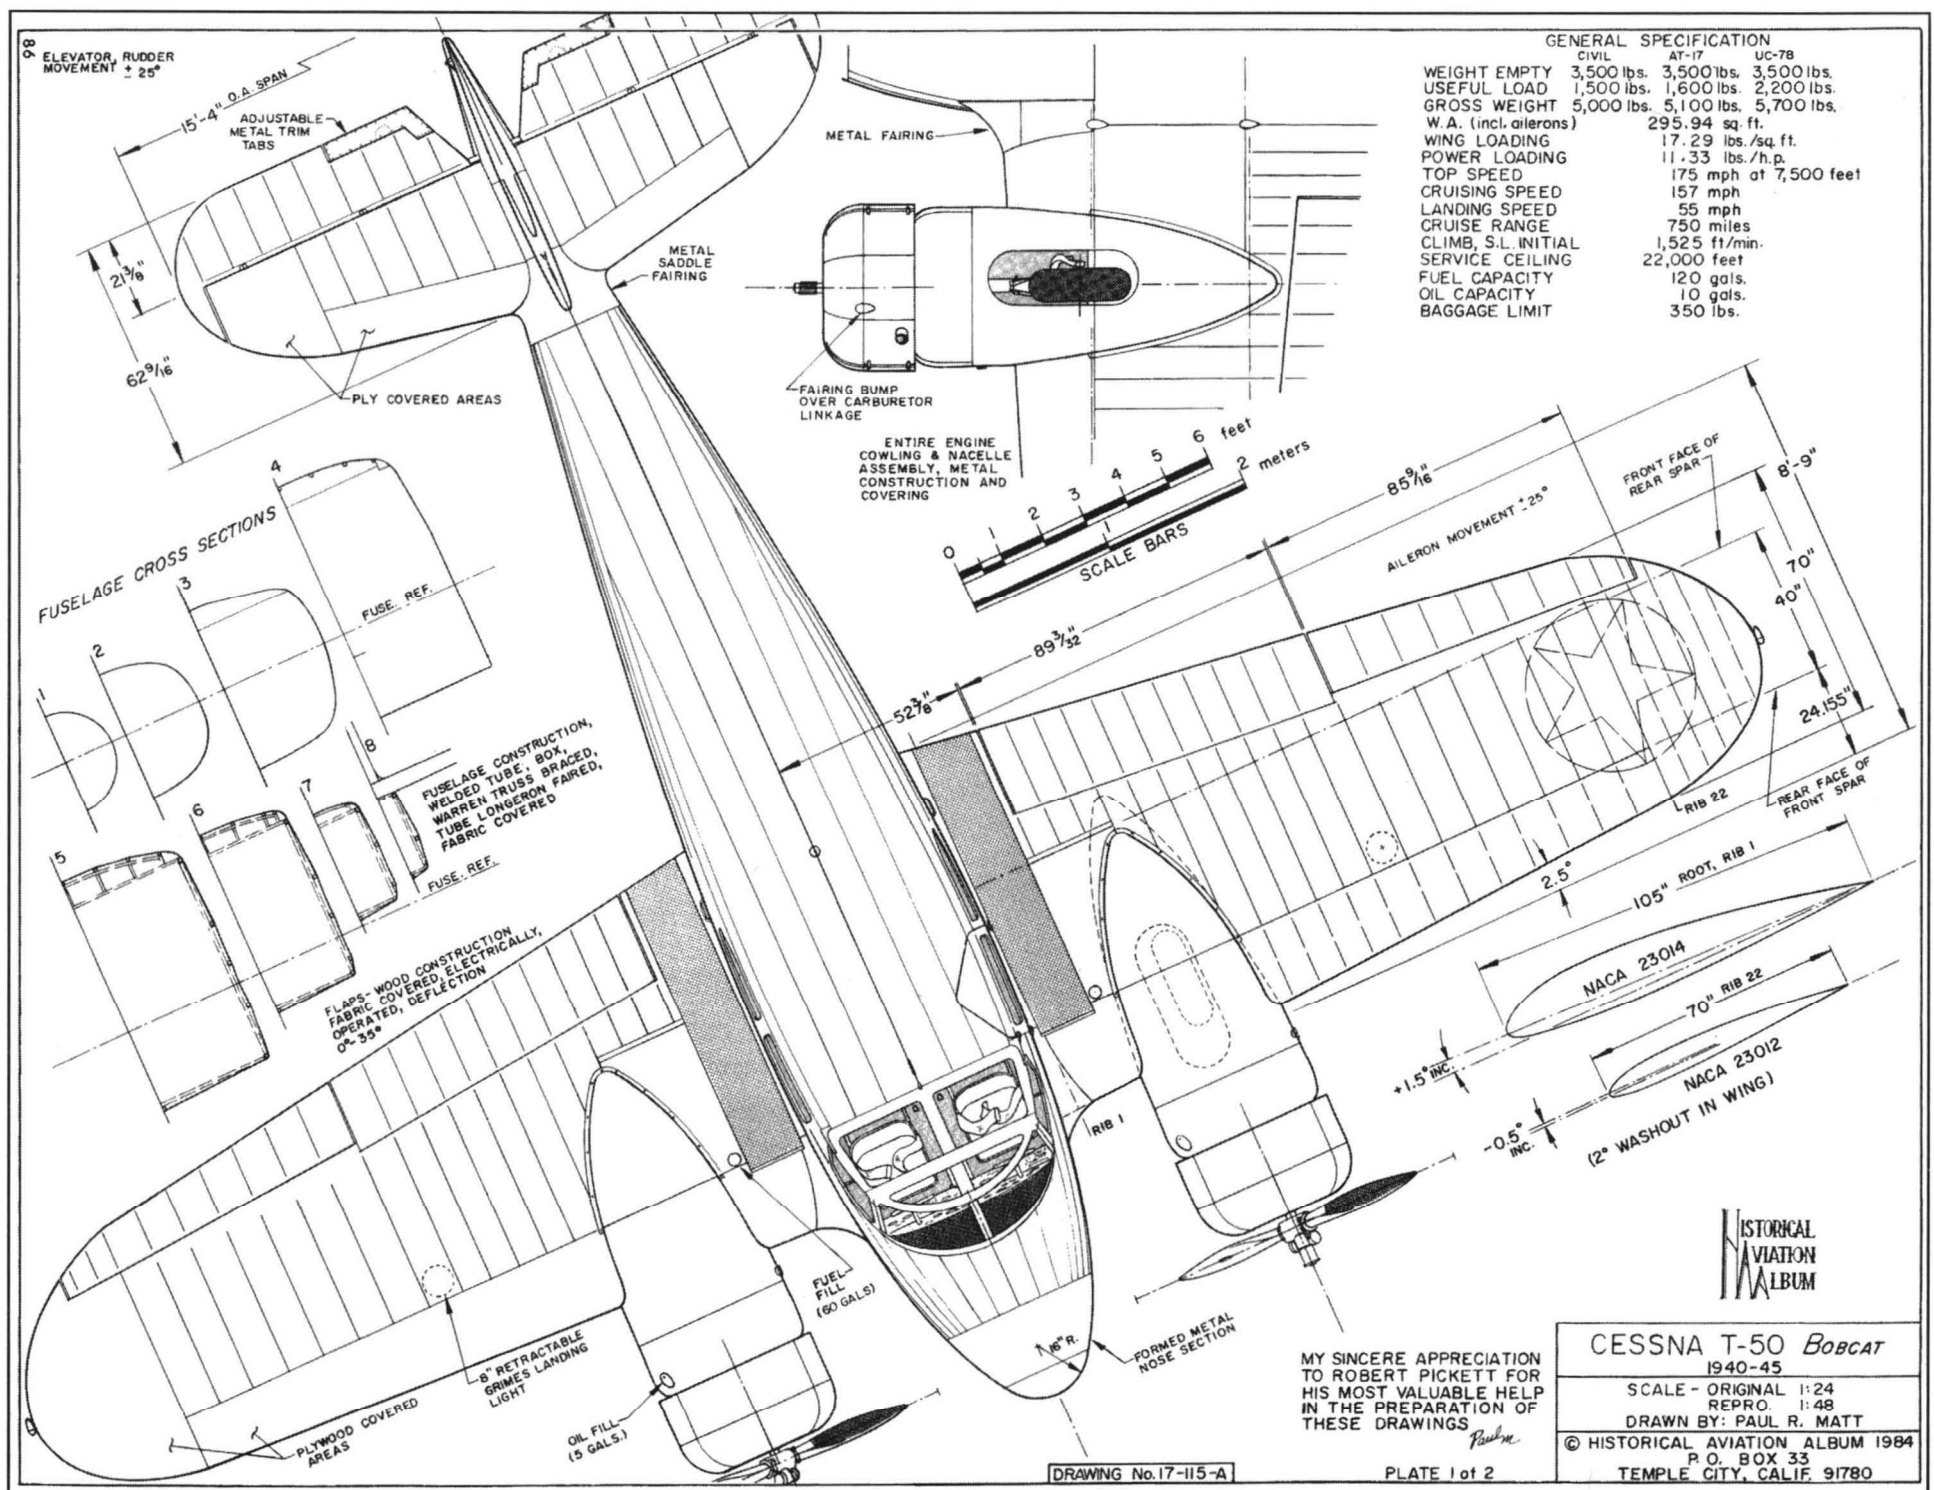 86
ELEVATOR, RUDDER
MOVEMENT ± 25°
15'-4" O.A. SPAN
ADJUSTABLE
METAL TRIM
TABS
21 3/8"
62 9/16"
PLY COVERED AREAS
METAL
SADDLE
FAIRING
METAL FAIRING
FAIRING BUMP
OVER CARBURETOR
LINKAGE
ENTIRE ENGINE
COWLING & NACELLE
ASSEMBLY, METAL
CONSTRUCTION AND
COVERING
GENERAL SPECIFICATION
CIVIL AT-17 UC-78
WEIGHT EMPTY 3,500 lbs. 3,500 lbs. 3,500 lbs.
USEFUL LOAD 1,500 lbs. 1,600 lbs. 2,200 lbs.
GROSS WEIGHT 5,000 lbs. 5,100 lbs. 5,700 lbs.
W.A. (incl. ailerons) 295.94 sq. ft.
WING LOADING 17.29 lbs./sq. ft.
POWER LOADING 11.33 lbs./h.p.
TOP SPEED 175 mph at 7,500 feet
CRUISING SPEED 157 mph
LANDING SPEED 55 mph
CRUISE RANGE 750 miles
CLIMB, S.L. INITIAL 1,525 ft/min.
SERVICE CEILING 22,000 feet
FUEL CAPACITY 120 gals.
OIL CAPACITY 10 gals.
BAGGAGE LIMIT 350 lbs.
0 1 2 3 4 5 6 feet
1 2 meters
SCALE BARS
FUSELAGE CROSS SECTIONS
1
2
3
4
FUSE. REF.
5
6
7
8
FUSELAGE CONSTRUCTION,
WELDED TUBE, BOX,
WARREN TRUSS BRACED,
TUBE LONGERON FAIRED,
FABRIC COVERED
FUSE. REF.
FLAPS-WOOD CONSTRUCTION
FABRIC COVERED, ELECTRICALLY,
OPERATED, DEFLECTION
0°-35°
52 3/8"
89 3/32"
85 9/16"
AILERON MOVEMENT ± 25°
FRONT FACE OF
REAR SPAR
8'-9"
70"
40"
24.155"
REAR FACE OF
FRONT SPAR
RIB 22
2.5°
105" ROOT, RIB 1
NACA 23014
70" RIB 22
NACA 23012
+1.5° INC.
-0.5°
INC.
(2° WASHOUT IN WING)
RIB 1
FUEL
FILL
(60 GALS)
8" RETRACTABLE
GRIMES LANDING
LIGHT
PLYWOOD COVERED
AREAS
OIL FILL
(5 GALS.)
16" R.
FORMED METAL
NOSE SECTION
HISTORICAL
AVIATION
ALBUM
MY SINCERE APPRECIATION
TO ROBERT PICKETT FOR
HIS MOST VALUABLE HELP
IN THE PREPARATION OF
THESE DRAWINGS
Paul m
CESSNA T-50 BOBCAT
1940-45
SCALE - ORIGINAL 1:24
REPRO. 1:48
DRAWN BY: PAUL R. MATT
© HISTORICAL AVIATION ALBUM 1984
P.O. BOX 33
TEMPLE CITY, CALIF. 91780
DRAWING No. 17-115-A
PLATE 1 of 2